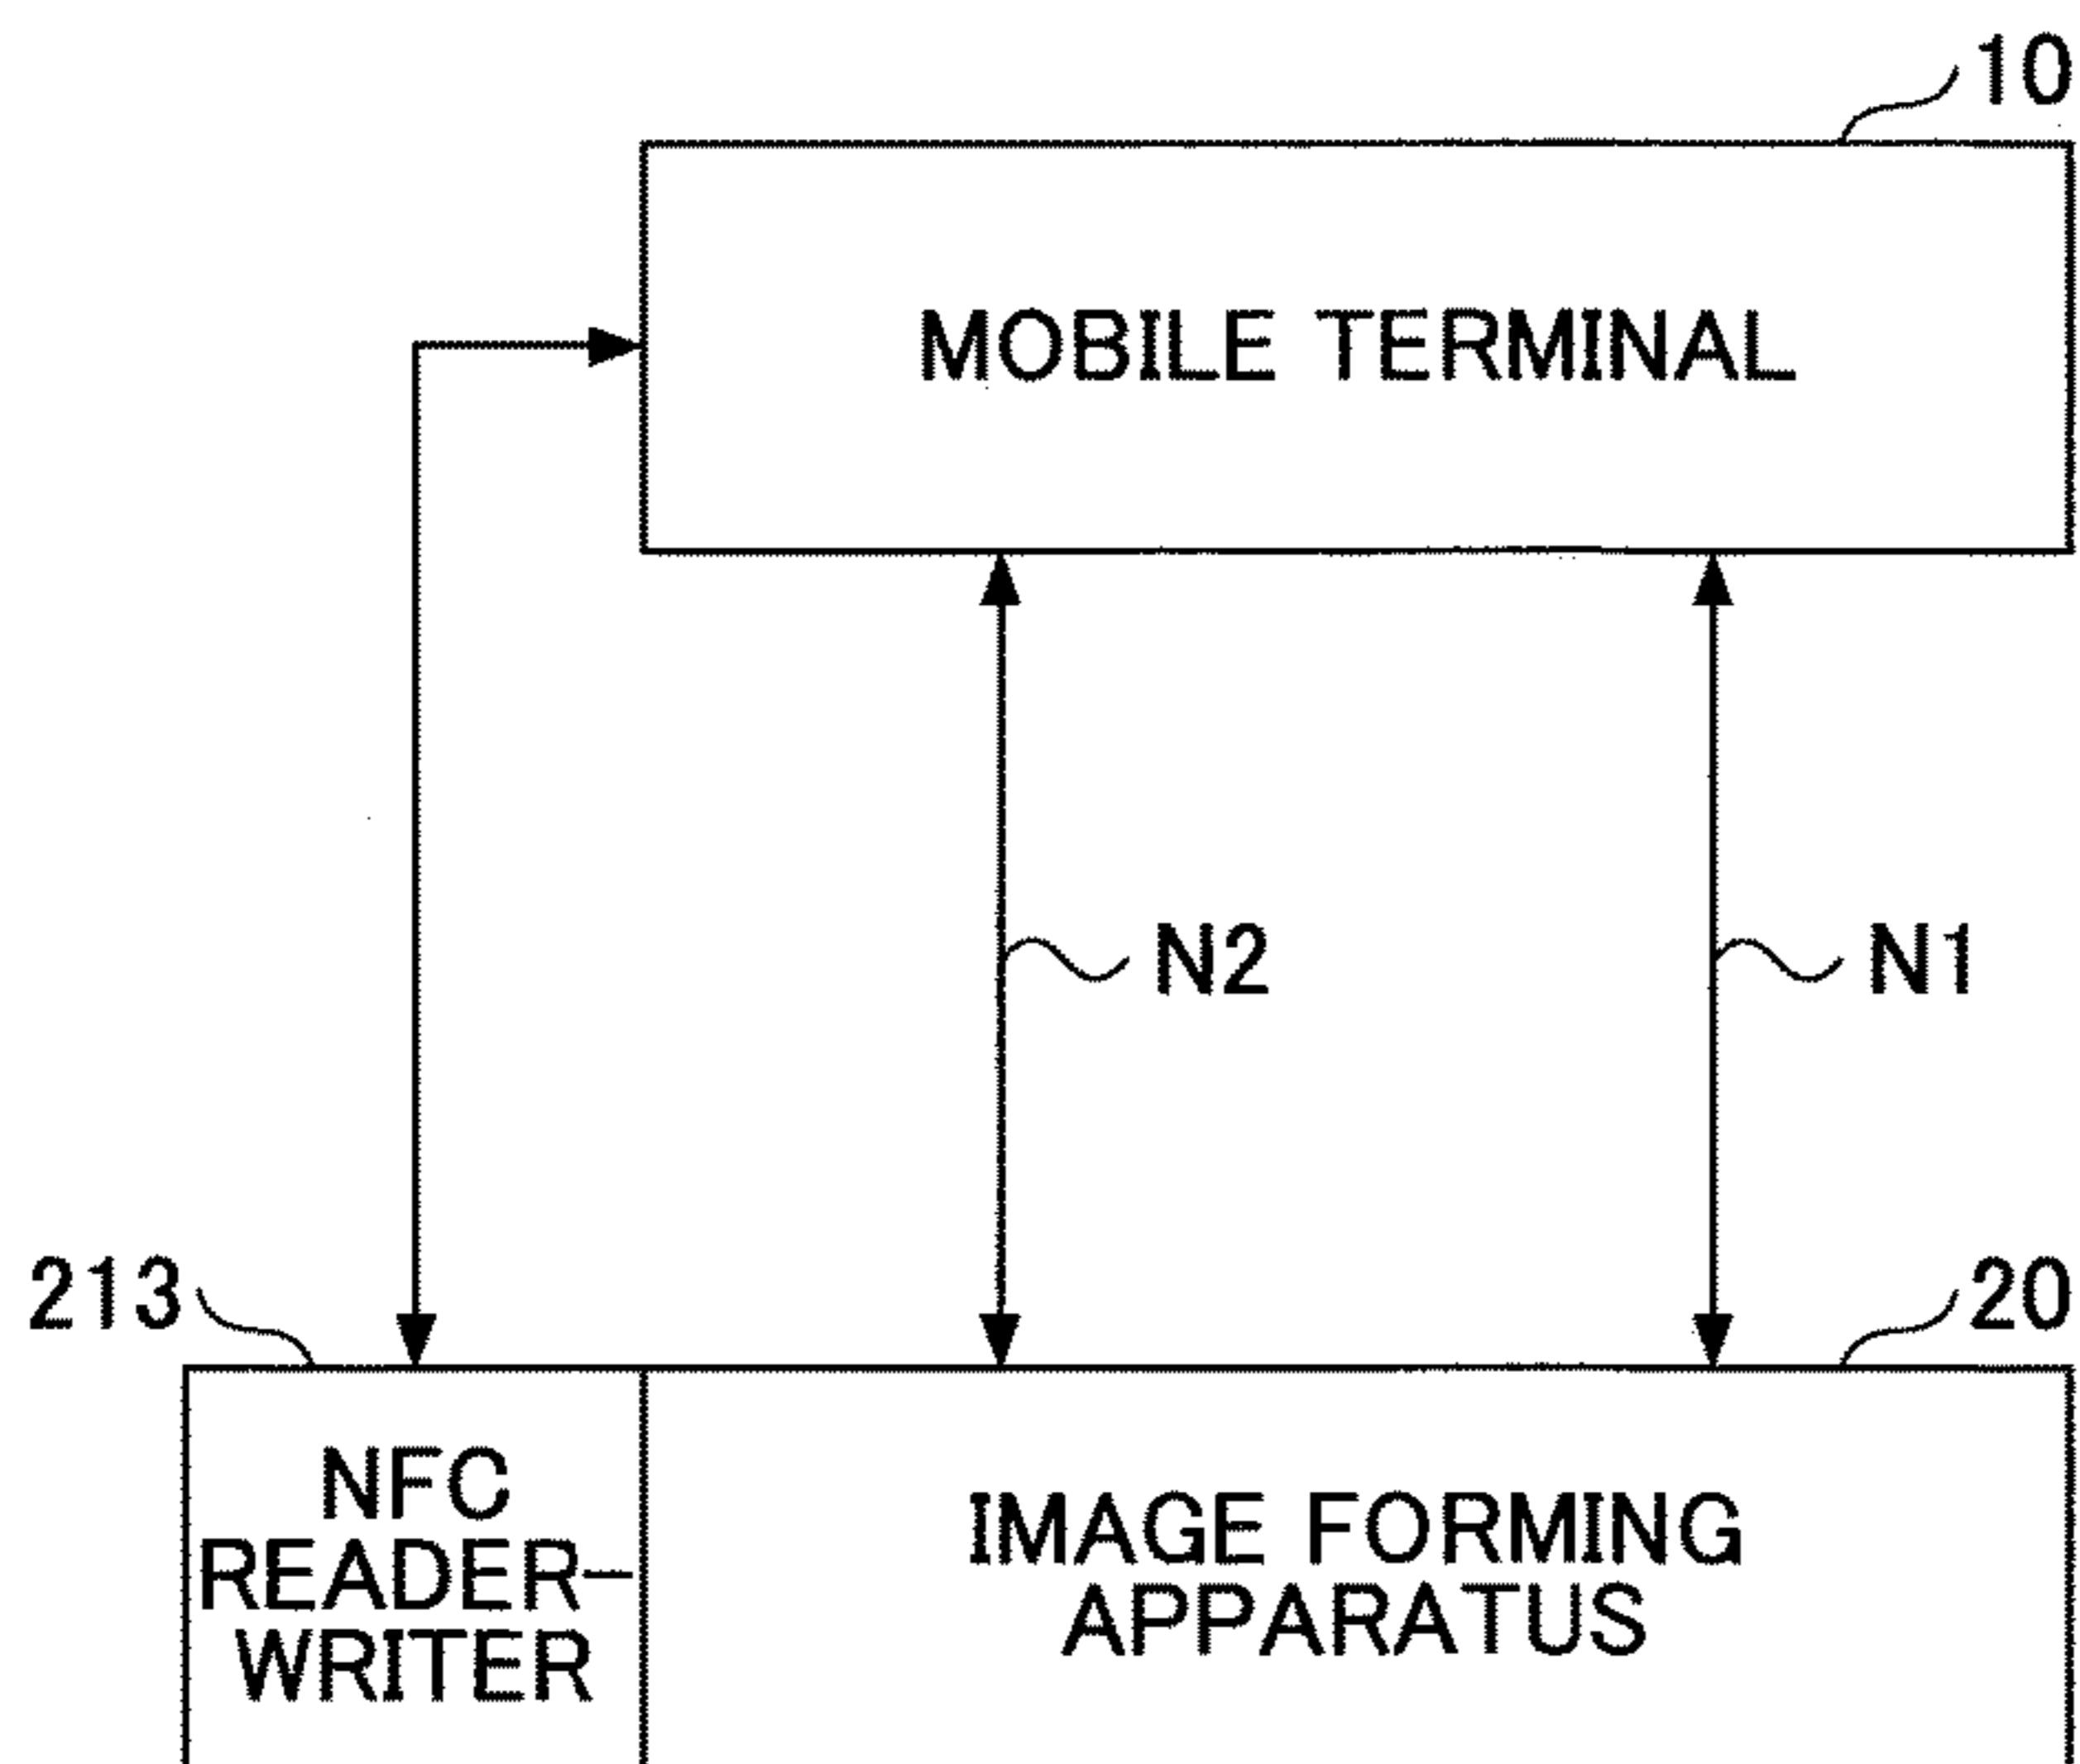 10
MOBILE TERMINAL
N2
N1
213
20
NFC
READER-
WRITER
IMAGE FORMING
APPARATUS